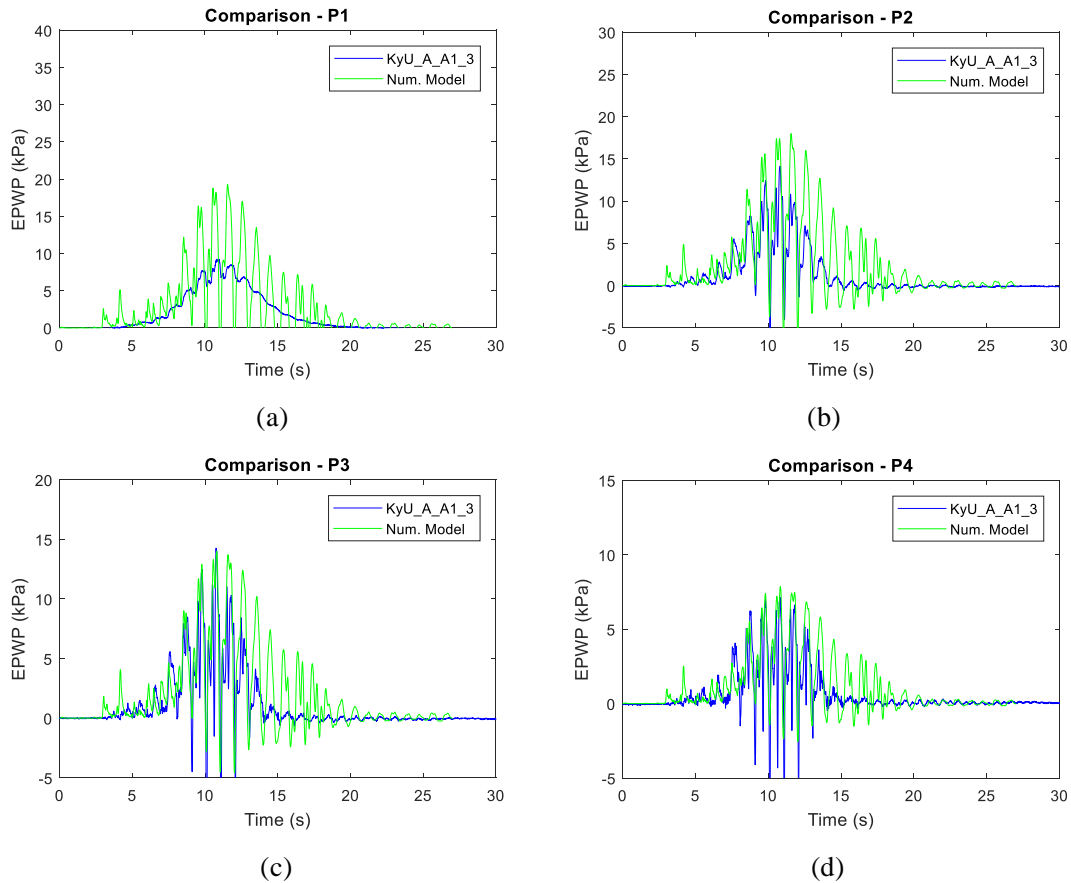 Comparison - P1
40
35
30
25
20
15
10
5
0
EPWP (kPa)
KyU_A_A1_3
Num. Model
0 5 10 15 20 25 30
Time (s)
(a)
Comparison - P2
30
25
20
15
10
5
0
-5
EPWP (kPa)
KyU_A_A1_3
Num. Model
0 5 10 15 20 25 30
Time (s)
(b)
Comparison - P3
20
15
10
5
0
-5
EPWP (kPa)
KyU_A_A1_3
Num. Model
0 5 10 15 20 25 30
Time (s)
(c)
Comparison - P4
15
10
5
0
-5
EPWP (kPa)
KyU_A_A1_3
Num. Model
0 5 10 15 20 25 30
Time (s)
(d)